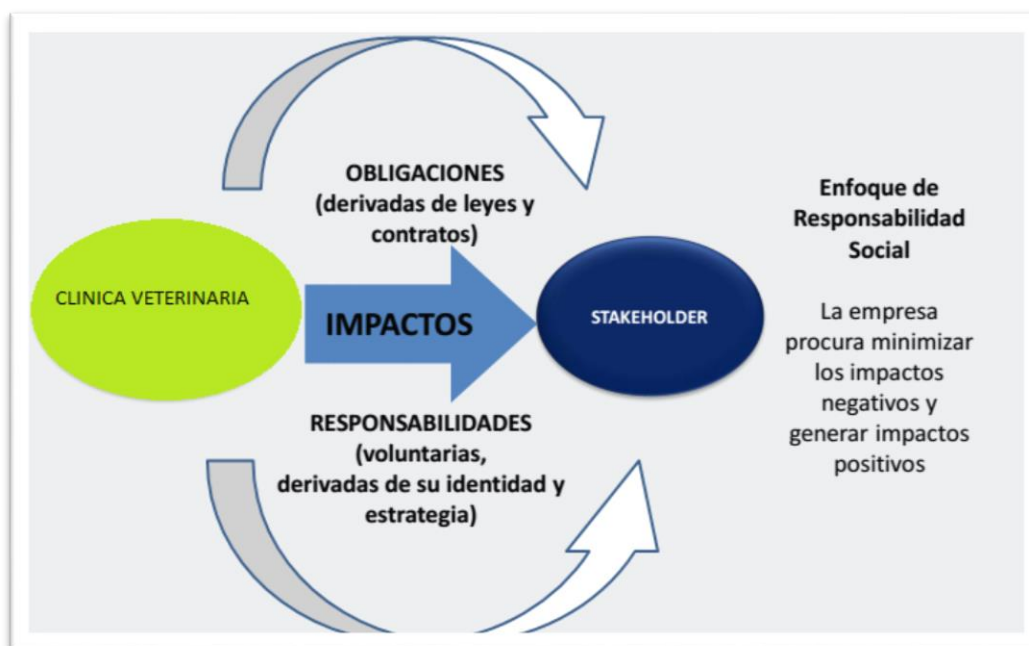 OBLIGACIONES
(derivadas de leyes y
contratos)
CLINICA VETERINARIA
IMPACTOS
STAKEHOLDER
RESPONSABILIDADES
(voluntarias,
derivadas de su identidad y
estrategia)
Enfoque de
Responsabilidad
Social
La empresa
procura minimizar
los impactos
negativos y
generar impactos
positivos